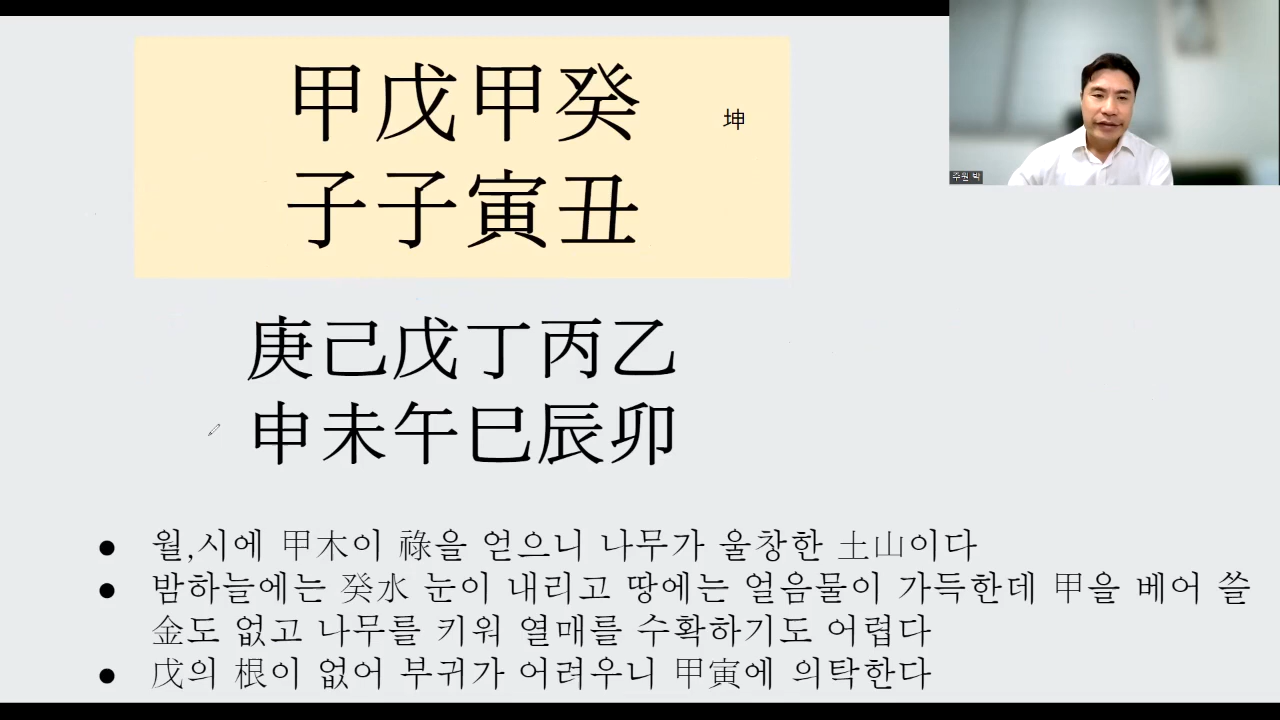 甲戊甲癸
坤
子子寅丑
주원 박
庚己戊丁丙乙
申未午巳辰卯
● 월,시에 甲木이 祿을 얻으니 나무가 울창한 土山이다
● 밤하늘에는 癸水 눈이 내리고 땅에는 얼음물이 가득한데 甲을 베어 쓸
金도 없고 나무를 키워 열매를 수확하기도 어렵다
● 戊의 根이 없어 부귀가 어려우니 甲寅에 의탁한다